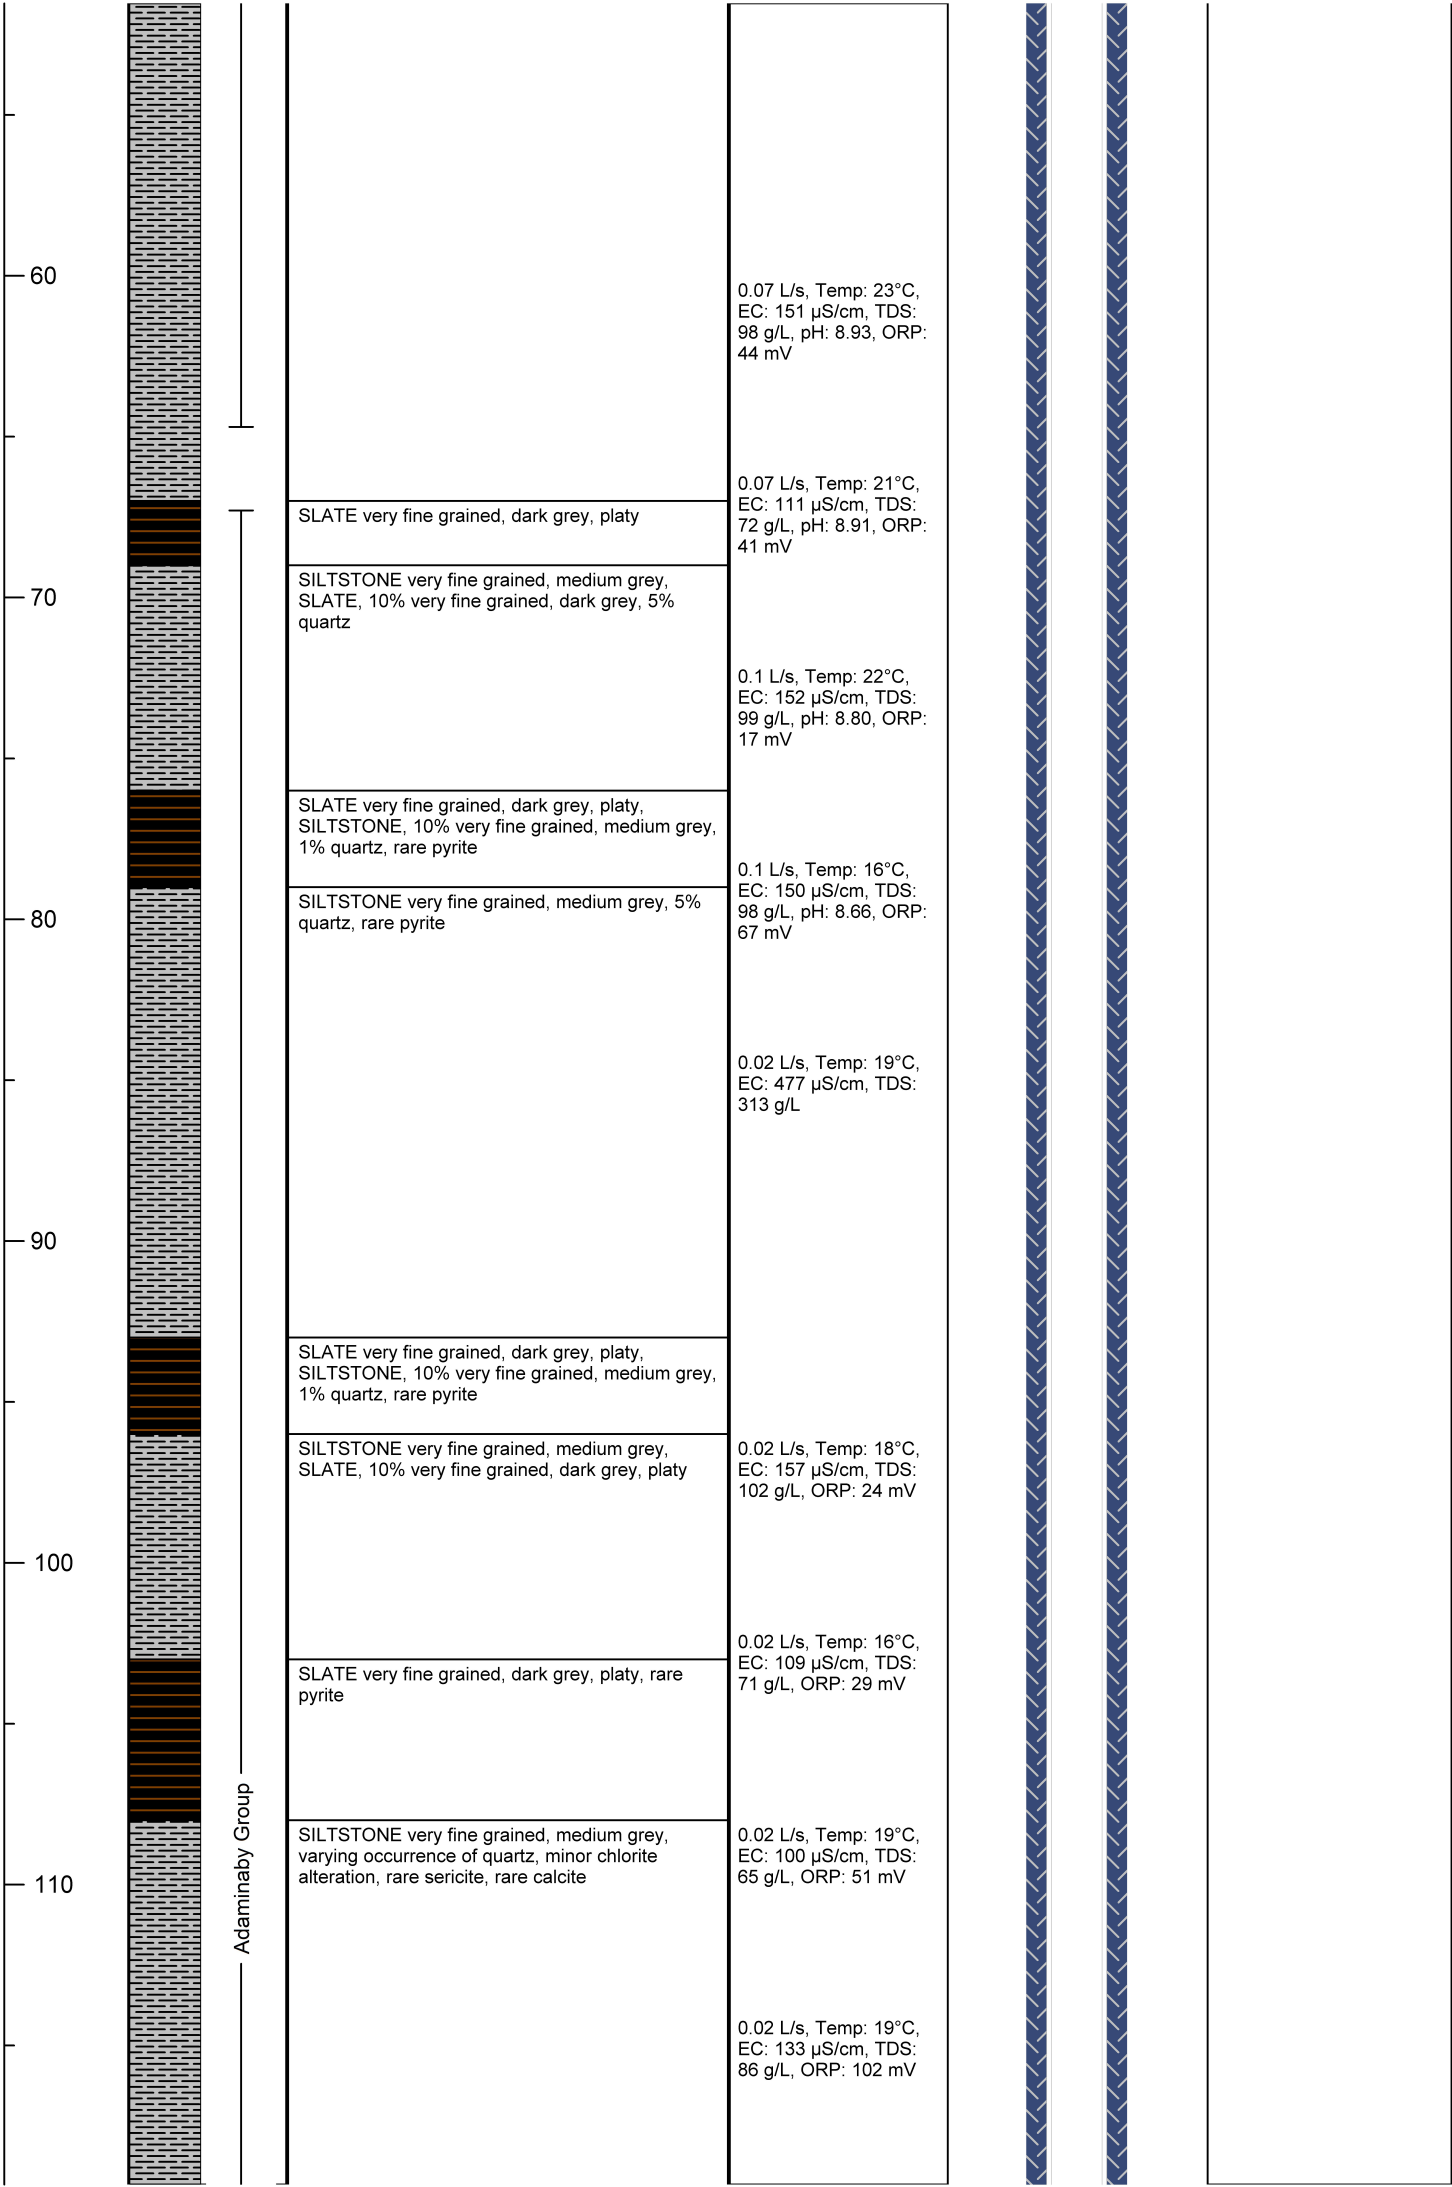 60
0.07 L/s, Temp: 23°C,
EC: 151 µS/cm, TDS:
98 g/L, pH: 8.93, ORP:
44 mV
0.07 L/s, Temp: 21°C,
EC: 111 µS/cm, TDS:
72 g/L, pH: 8.91, ORP:
41 mV
SLATE very fine grained, dark grey, platy
70
SILTSTONE very fine grained, medium grey,
SLATE, 10% very fine grained, dark grey, 5%
quartz
0.1 L/s, Temp: 22°C,
EC: 152 µS/cm, TDS:
99 g/L, pH: 8.80, ORP:
17 mV
SLATE very fine grained, dark grey, platy,
SILTSTONE, 10% very fine grained, medium grey,
1% quartz, rare pyrite
0.1 L/s, Temp: 16°C,
EC: 150 µS/cm, TDS:
98 g/L, pH: 8.66, ORP:
67 mV
80
SILTSTONE very fine grained, medium grey, 5%
quartz, rare pyrite
0.02 L/s, Temp: 19°C,
EC: 477 µS/cm, TDS:
313 g/L
90
SLATE very fine grained, dark grey, platy,
SILTSTONE, 10% very fine grained, medium grey,
1% quartz, rare pyrite
SILTSTONE very fine grained, medium grey,
SLATE, 10% very fine grained, dark grey, platy
0.02 L/s, Temp: 18°C,
EC: 157 µS/cm, TDS:
102 g/L, ORP: 24 mV
100
0.02 L/s, Temp: 16°C,
EC: 109 µS/cm, TDS:
71 g/L, ORP: 29 mV
SLATE very fine grained, dark grey, platy, rare
pyrite
Adaminaby Group
110
SILTSTONE very fine grained, medium grey,
varying occurrence of quartz, minor chlorite
alteration, rare sericite, rare calcite
0.02 L/s, Temp: 19°C,
EC: 100 µS/cm, TDS:
65 g/L, ORP: 51 mV
0.02 L/s, Temp: 19°C,
EC: 133 µS/cm, TDS:
86 g/L, ORP: 102 mV